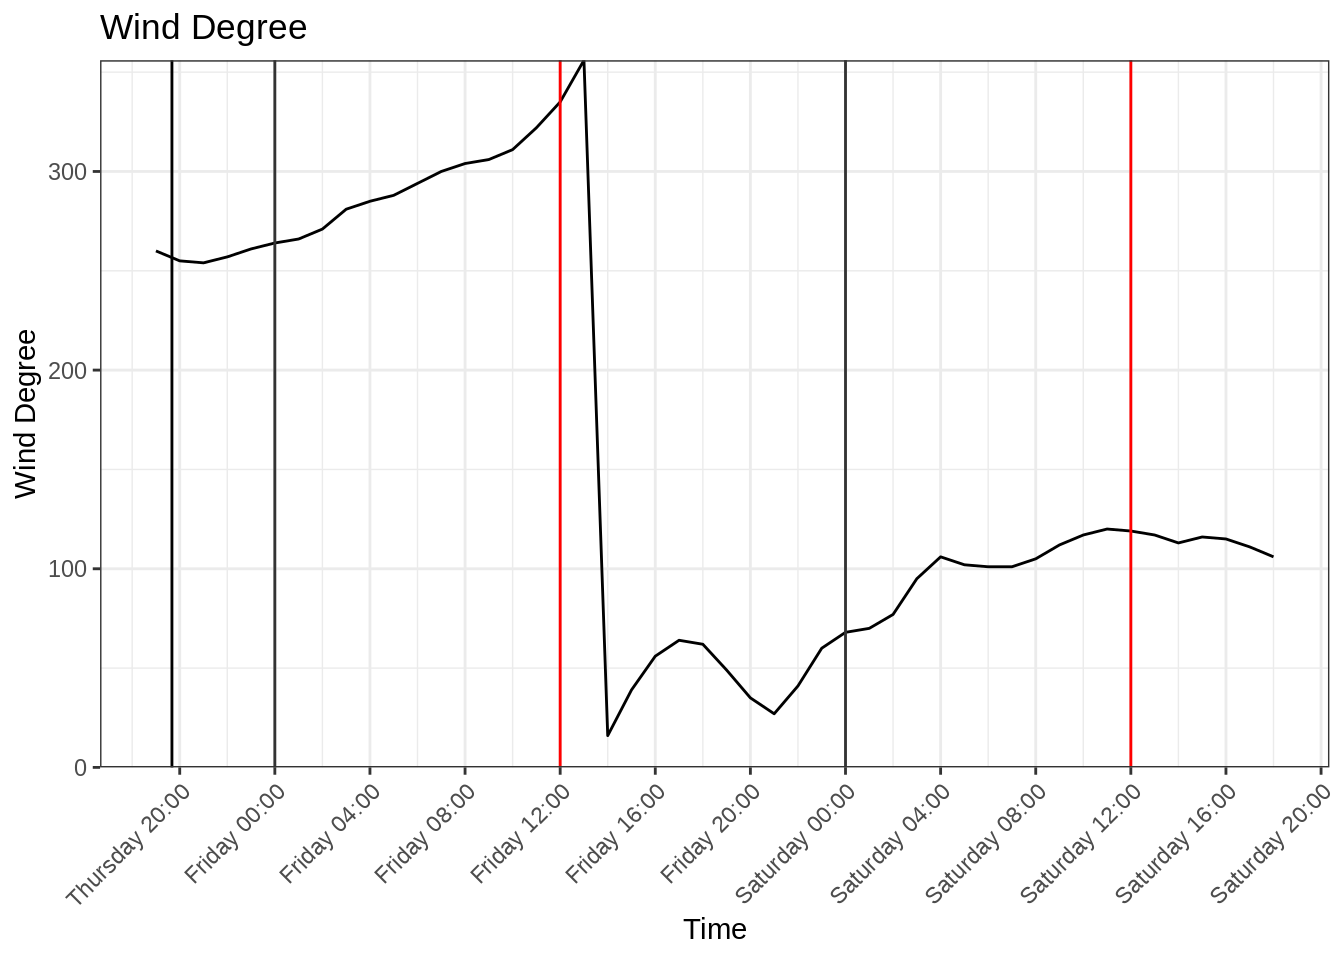 Wind Degree
Wind Degree
300
200
100
0
Thursday 20:00
Friday 00:00
Friday 04:00
Friday 08:00
Friday 12:00
Friday 16:00
Friday 20:00
Saturday 00:00
Saturday 04:00
Saturday 08:00
Saturday 12:00
Saturday 16:00
Saturday 20:00
Time